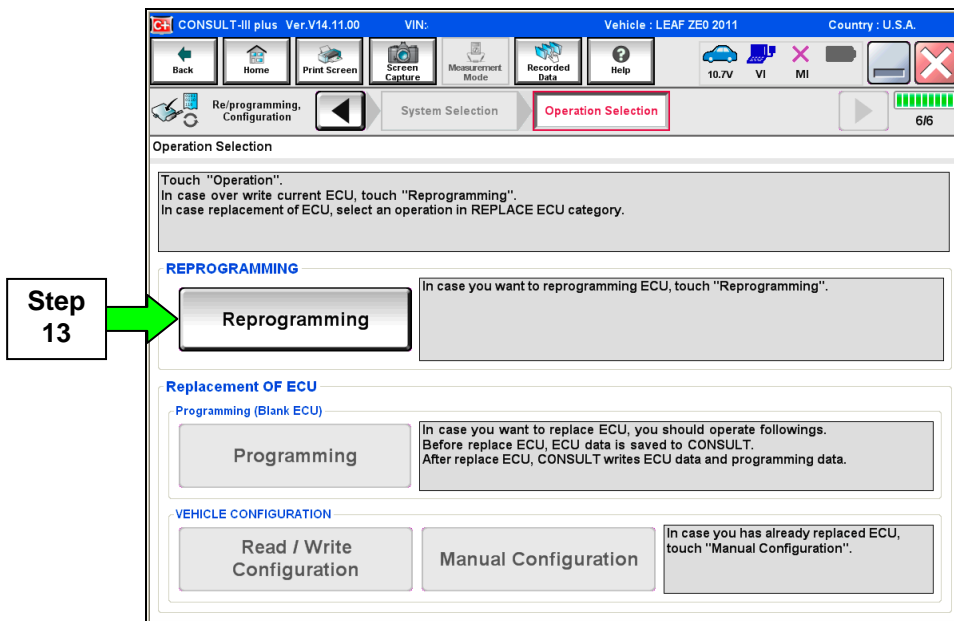 C+ CONSULT-III plus Ver.V14.11.00 VIN:- Vehicle : LEAF ZE0 2011 Country : U.S.A.
Back
Home
Print Screen
Screen
Capture
Measurement
Mode
Recorded
Data
Help
10.7V
VI
MI
Re/programming,
Configuration
System Selection
Operation Selection
6/6
Operation Selection
Touch "Operation".
In case over write current ECU, touch "Reprogramming".
In case replacement of ECU, select an operation in REPLACE ECU category.
REPROGRAMMING
Step
13
Reprogramming
In case you want to reprogramming ECU, touch "Reprogramming".
Replacement OF ECU
Programming (Blank ECU)
Programming
In case you want to replace ECU, you should operate followings.
Before replace ECU, ECU data is saved to CONSULT.
After replace ECU, CONSULT writes ECU data and programming data.
VEHICLE CONFIGURATION
Read / Write
Configuration
Manual Configuration
In case you has already replaced ECU,
touch "Manual Configuration".